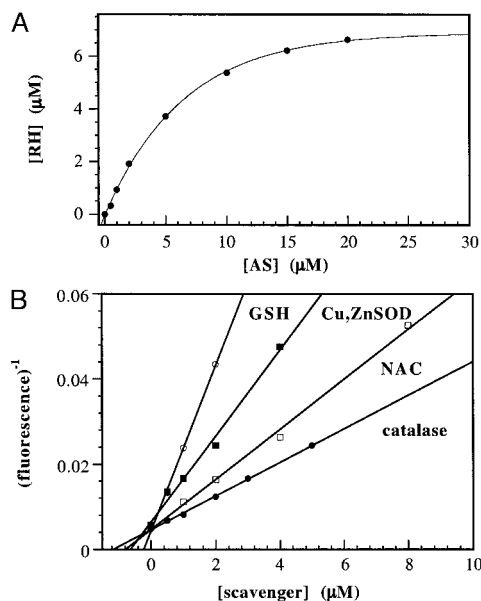 A
[RH] (μM)
6
4
2
0
0 5 10 15 20 25 30
[AS] (μM)
B
(fluorescence)⁻¹
0.06
0.04
0.02
0
GSH
Cu,ZnSOD
NAC
catalase
0 2 4 6 8 10
[scavenger] (μM)